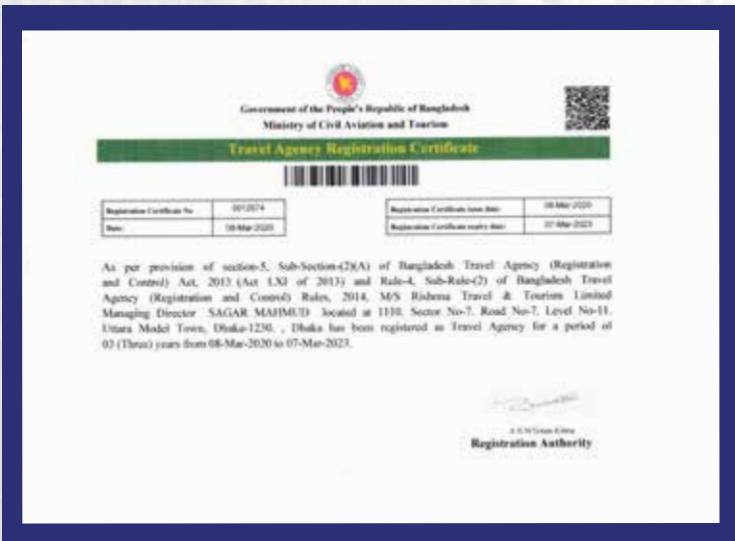 Government of the People's Republic of Bangladesh
Ministry of Civil Aviation and Tourism
Travel Agency Registration Certificate
Registration Certificate No 0012074
Date: 08-Mar-2020
Registration Certificate issue date: 08-Mar-2020
Registration Certificate expiry date: 07-Mar-2023
As per provision of section-5, Sub-Section-(2)(A) of Bangladesh Travel Agency (Registration
and Control) Act, 2013 (Act LXI of 2013) and Rule-4, Sub-Rule-(2) of Bangladesh Travel
Agency (Registration and Control) Rules, 2014, M/S Travel & Tourism Limited
Managing Director SAGAR MAHMUD located at 1110, Sector No-7, Road No-7, Level No-11,
Uttara Model Town, Dhaka-1230. , Dhaka has been registered as Travel Agency for a period of
03 (Three) years from 08-Mar-2020 to 07-Mar-2023.
Registration Authority